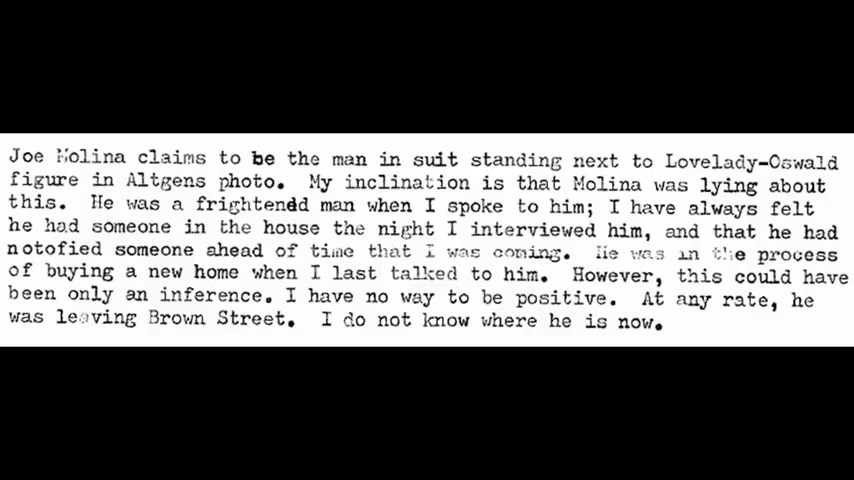 Joe Molina claims to be the man in suit standing next to Lovelady-Oswald
figure in Altgens photo. My inclination is that Molina was lying about
this. He was a frightendd man when I spoke to him; I have always felt
he had someone in the house the night I interviewed him, and that he had
notofied someone ahead of time that I was coming. He was in the process
of buying a new home when I last talked to him. However, this could have
been only an inference. I have no way to be positive. At any rate, he
was leaving Brown Street. I do not know where he is now.